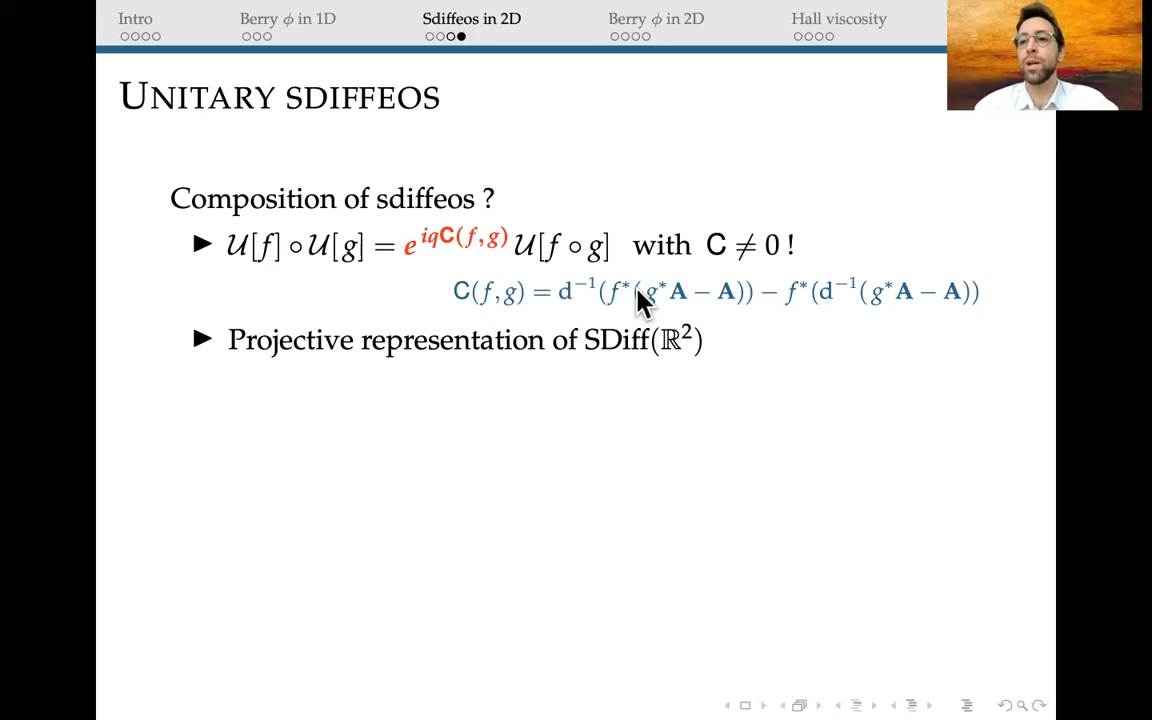 Intro Berry ϕ in 1D Sdiffeos in 2D Berry ϕ in 2D Hall viscosity
UNITARY SDIFFEOS
Composition of sdiffeos ?
▶ 𝒰[f] ∘ 𝒰[g] = e^{iqC(f,g)} 𝒰[f ∘ g] with C ≠ 0 !
C(f,g) = d⁻¹(f*(g*A − A)) − f*(d⁻¹(g*A − A))
▶ Projective representation of SDiff(ℝ²)